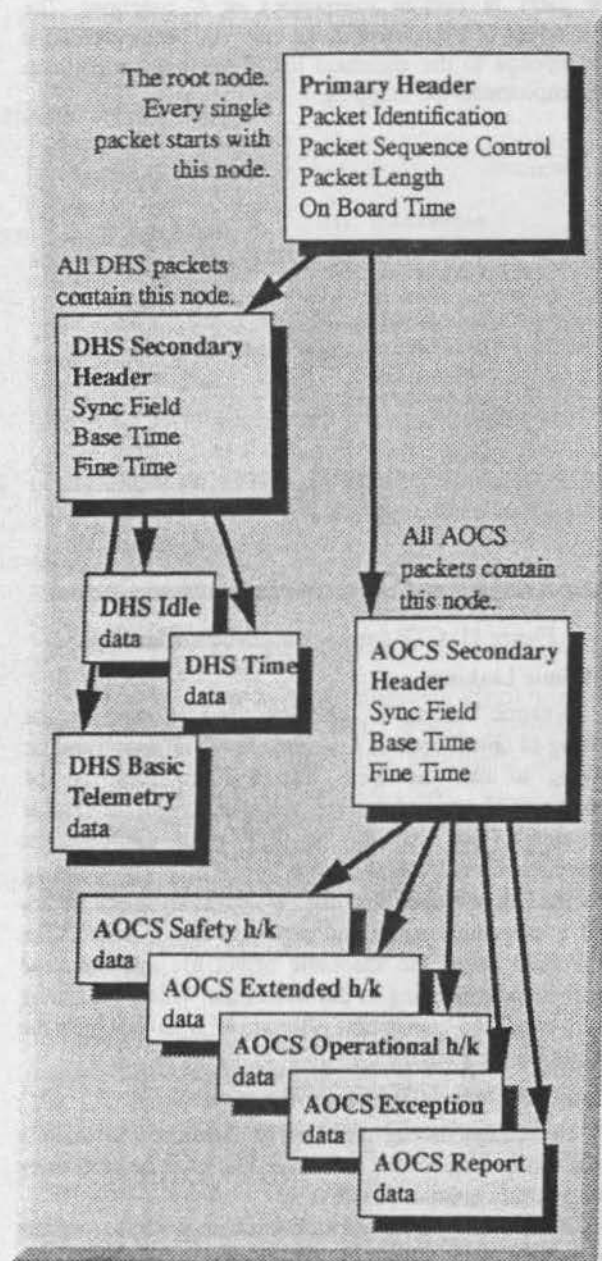 The root node.
Every single
packet starts with
this node.
Primary Header
Packet Identification
Packet Sequence Control
Packet Length
On Board Time
All DHS packets
contain this node.
DHS Secondary
Header
Sync Field
Base Time
Fine Time
DHS Idle
data
DHS Time
data
DHS Basic
Telemetry
data
All AOCS
packets contain
this node.
AOCS Secondary
Header
Sync Field
Base Time
Fine Time
AOCS Safety h/k
data
AOCS Extended h/k
data
AOCS Operational h/k
data
AOCS Exception
data
AOCS Report
data